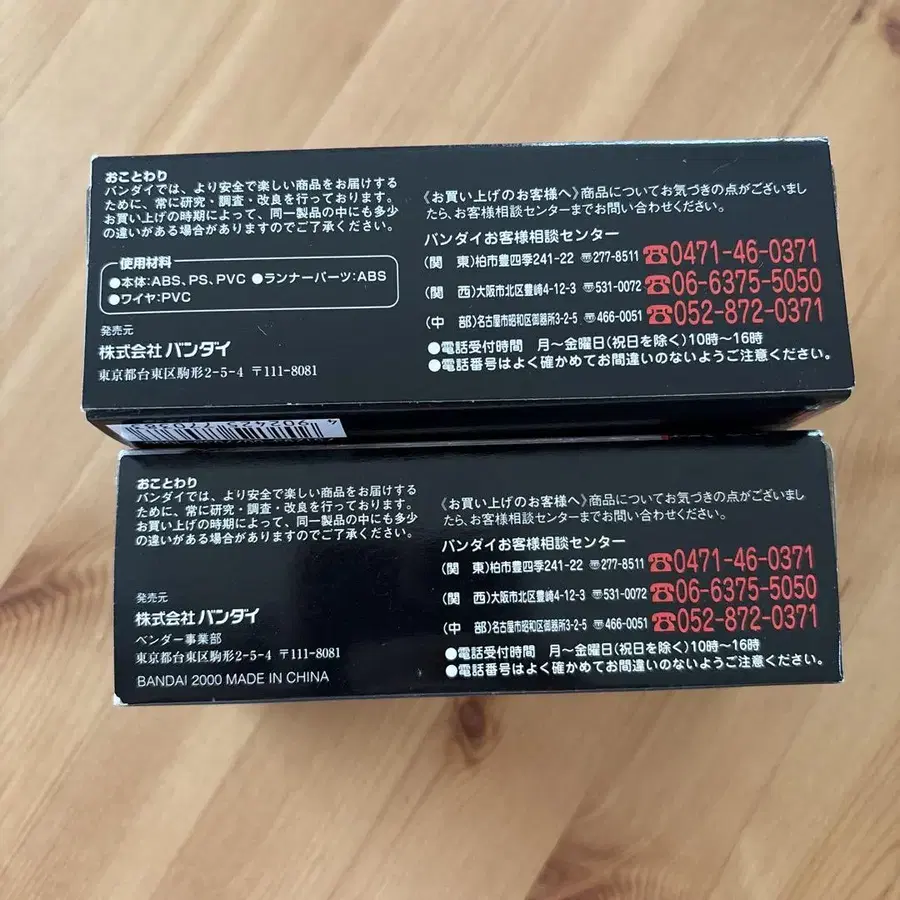 おことわり
バンダイでは、より安全で楽しい商品をお届けする
ために、常に研究・調査・改良を行っております。
お買い上げの時期によって、同一製品の中にも多少
の違いがある場合がありますのでご了承ください。
使用材料
●本体:ABS、PS、PVC ●ランナーパーツ:ABS
●ワイヤ:PVC
発売元
株式会社 バンダイ
東京都台東区駒形2-5-4 〒111-8081
《お買い上げのお客様へ》商品についてお気づきの点がございまし
たら、お客様相談センターまでお問い合わせください。
バンダイお客様相談センター
(関 東)柏市豊四季241-22 〠277-8511 ☎0471-46-0371
(関 西)大阪市北区豊崎4-12-3 〠531-0072 ☎06-6375-5050
(中 部)名古屋市昭和区御器所3-2-5 〠466-0051 ☎052-872-0371
●電話受付時間 月〜金曜日(祝日を除く)10時〜16時
●電話番号はよく確かめてお間違いのないようご注意ください。
おことわり
バンダイでは、より安全で楽しい商品をお届けする
ために、常に研究・調査・改良を行っております。
お買い上げの時期によって、同一製品の中にも多少
の違いがある場合がありますのでご了承ください。
発売元
株式会社 バンダイ
ベンダー事業部
東京都台東区駒形2-5-4 〒111-8081
BANDAI 2000 MADE IN CHINA
《お買い上げのお客様へ》商品についてお気づきの点がございまし
たら、お客様相談センターまでお問い合わせください。
バンダイお客様相談センター
(関 東)柏市豊四季241-22 〠277-8511 ☎0471-46-0371
(関 西)大阪市北区豊崎4-12-3 〠531-0072 ☎06-6375-5050
(中 部)名古屋市昭和区御器所3-2-5 〠466-0051 ☎052-872-0371
●電話受付時間 月〜金曜日(祝日を除く)10時〜16時
●電話番号はよく確かめてお間違いのないようご注意ください。